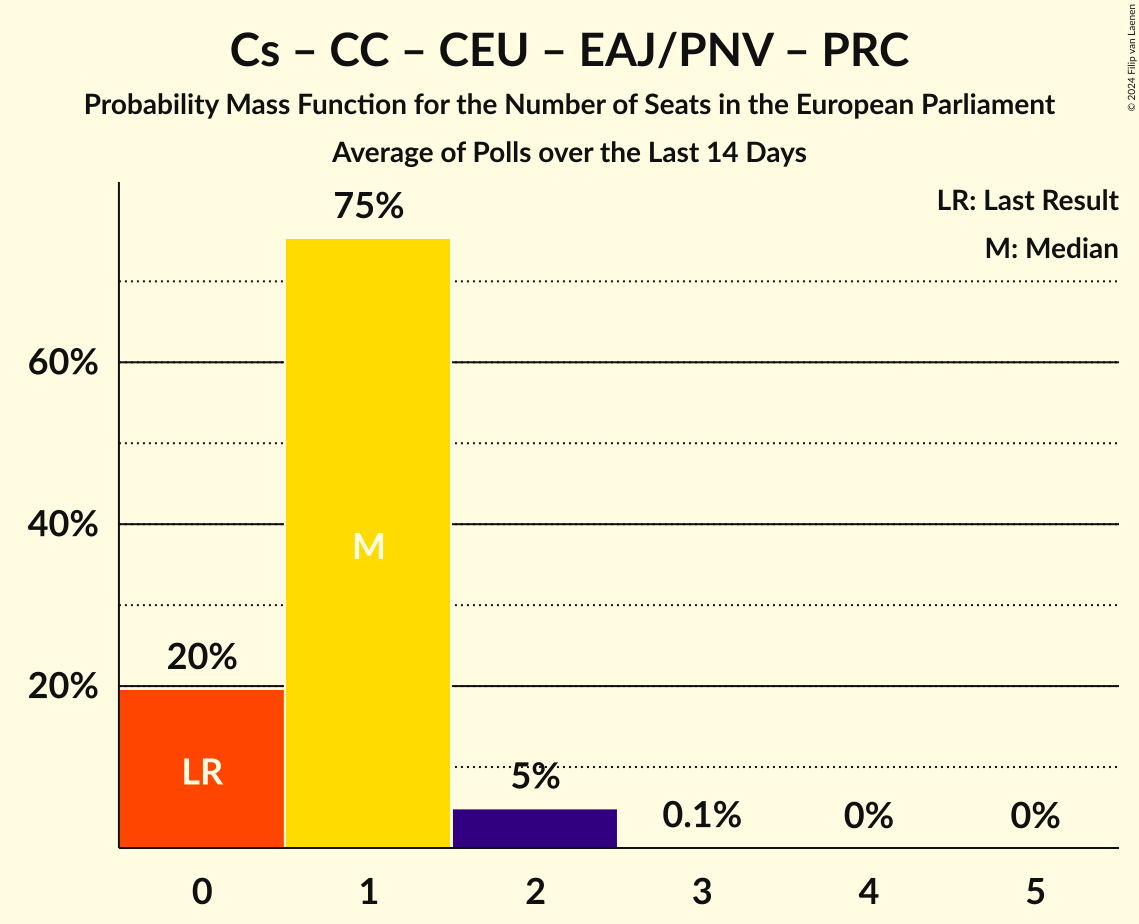 Cs – CC – CEU – EAJ/PNV – PRC
Probability Mass Function for the Number of Seats in the European Parliament
Average of Polls over the Last 14 Days
© 2024 Filip van Laenen
LR: Last Result
M: Median
75%
60%
40%
M
20%
20%
LR
5%
0.1%
0%
0%
0
1
2
3
4
5